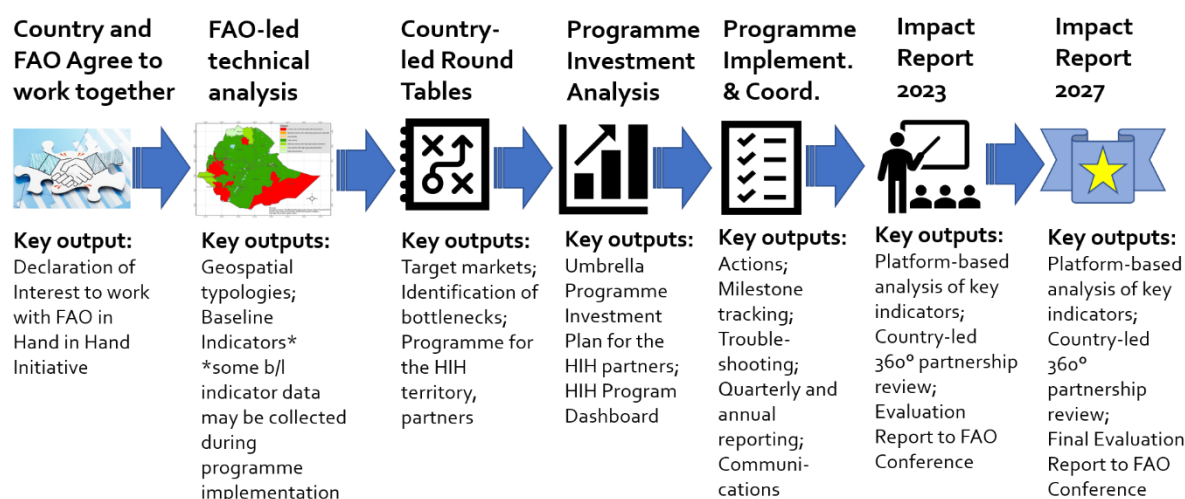 Country and
FAO Agree to
work together
FAO-led
technical
analysis
Country-
led Round
Tables
Programme
Investment
Analysis
Programme
Implement.
& Coord.
Impact
Report
2023
Impact
Report
2027
Key output:
Declaration of
Interest to work
with FAO in
Hand in Hand
Initiative
Key outputs:
Geospatial
typologies;
Baseline
Indicators*
*some b/l
indicator data
may be collected
during
programme
implementation
Key outputs:
Target markets;
Identification of
bottlenecks;
Programme for
the HIH
territory,
partners
Key outputs:
Umbrella
Programme
Investment
Plan for the
HIH partners;
HIH Program
Dashboard
Key outputs:
Actions;
Milestone
tracking;
Trouble-
shooting;
Quarterly and
annual
reporting;
Communi-
cations
Key outputs:
Platform-based
analysis of key
indicators;
Country-led
360° partnership
review;
Evaluation
Report to FAO
Conference
Key outputs:
Platform-based
analysis of key
indicators;
Country-led
360°
partnership
review;
Final Evaluation
Report to FAO
Conference